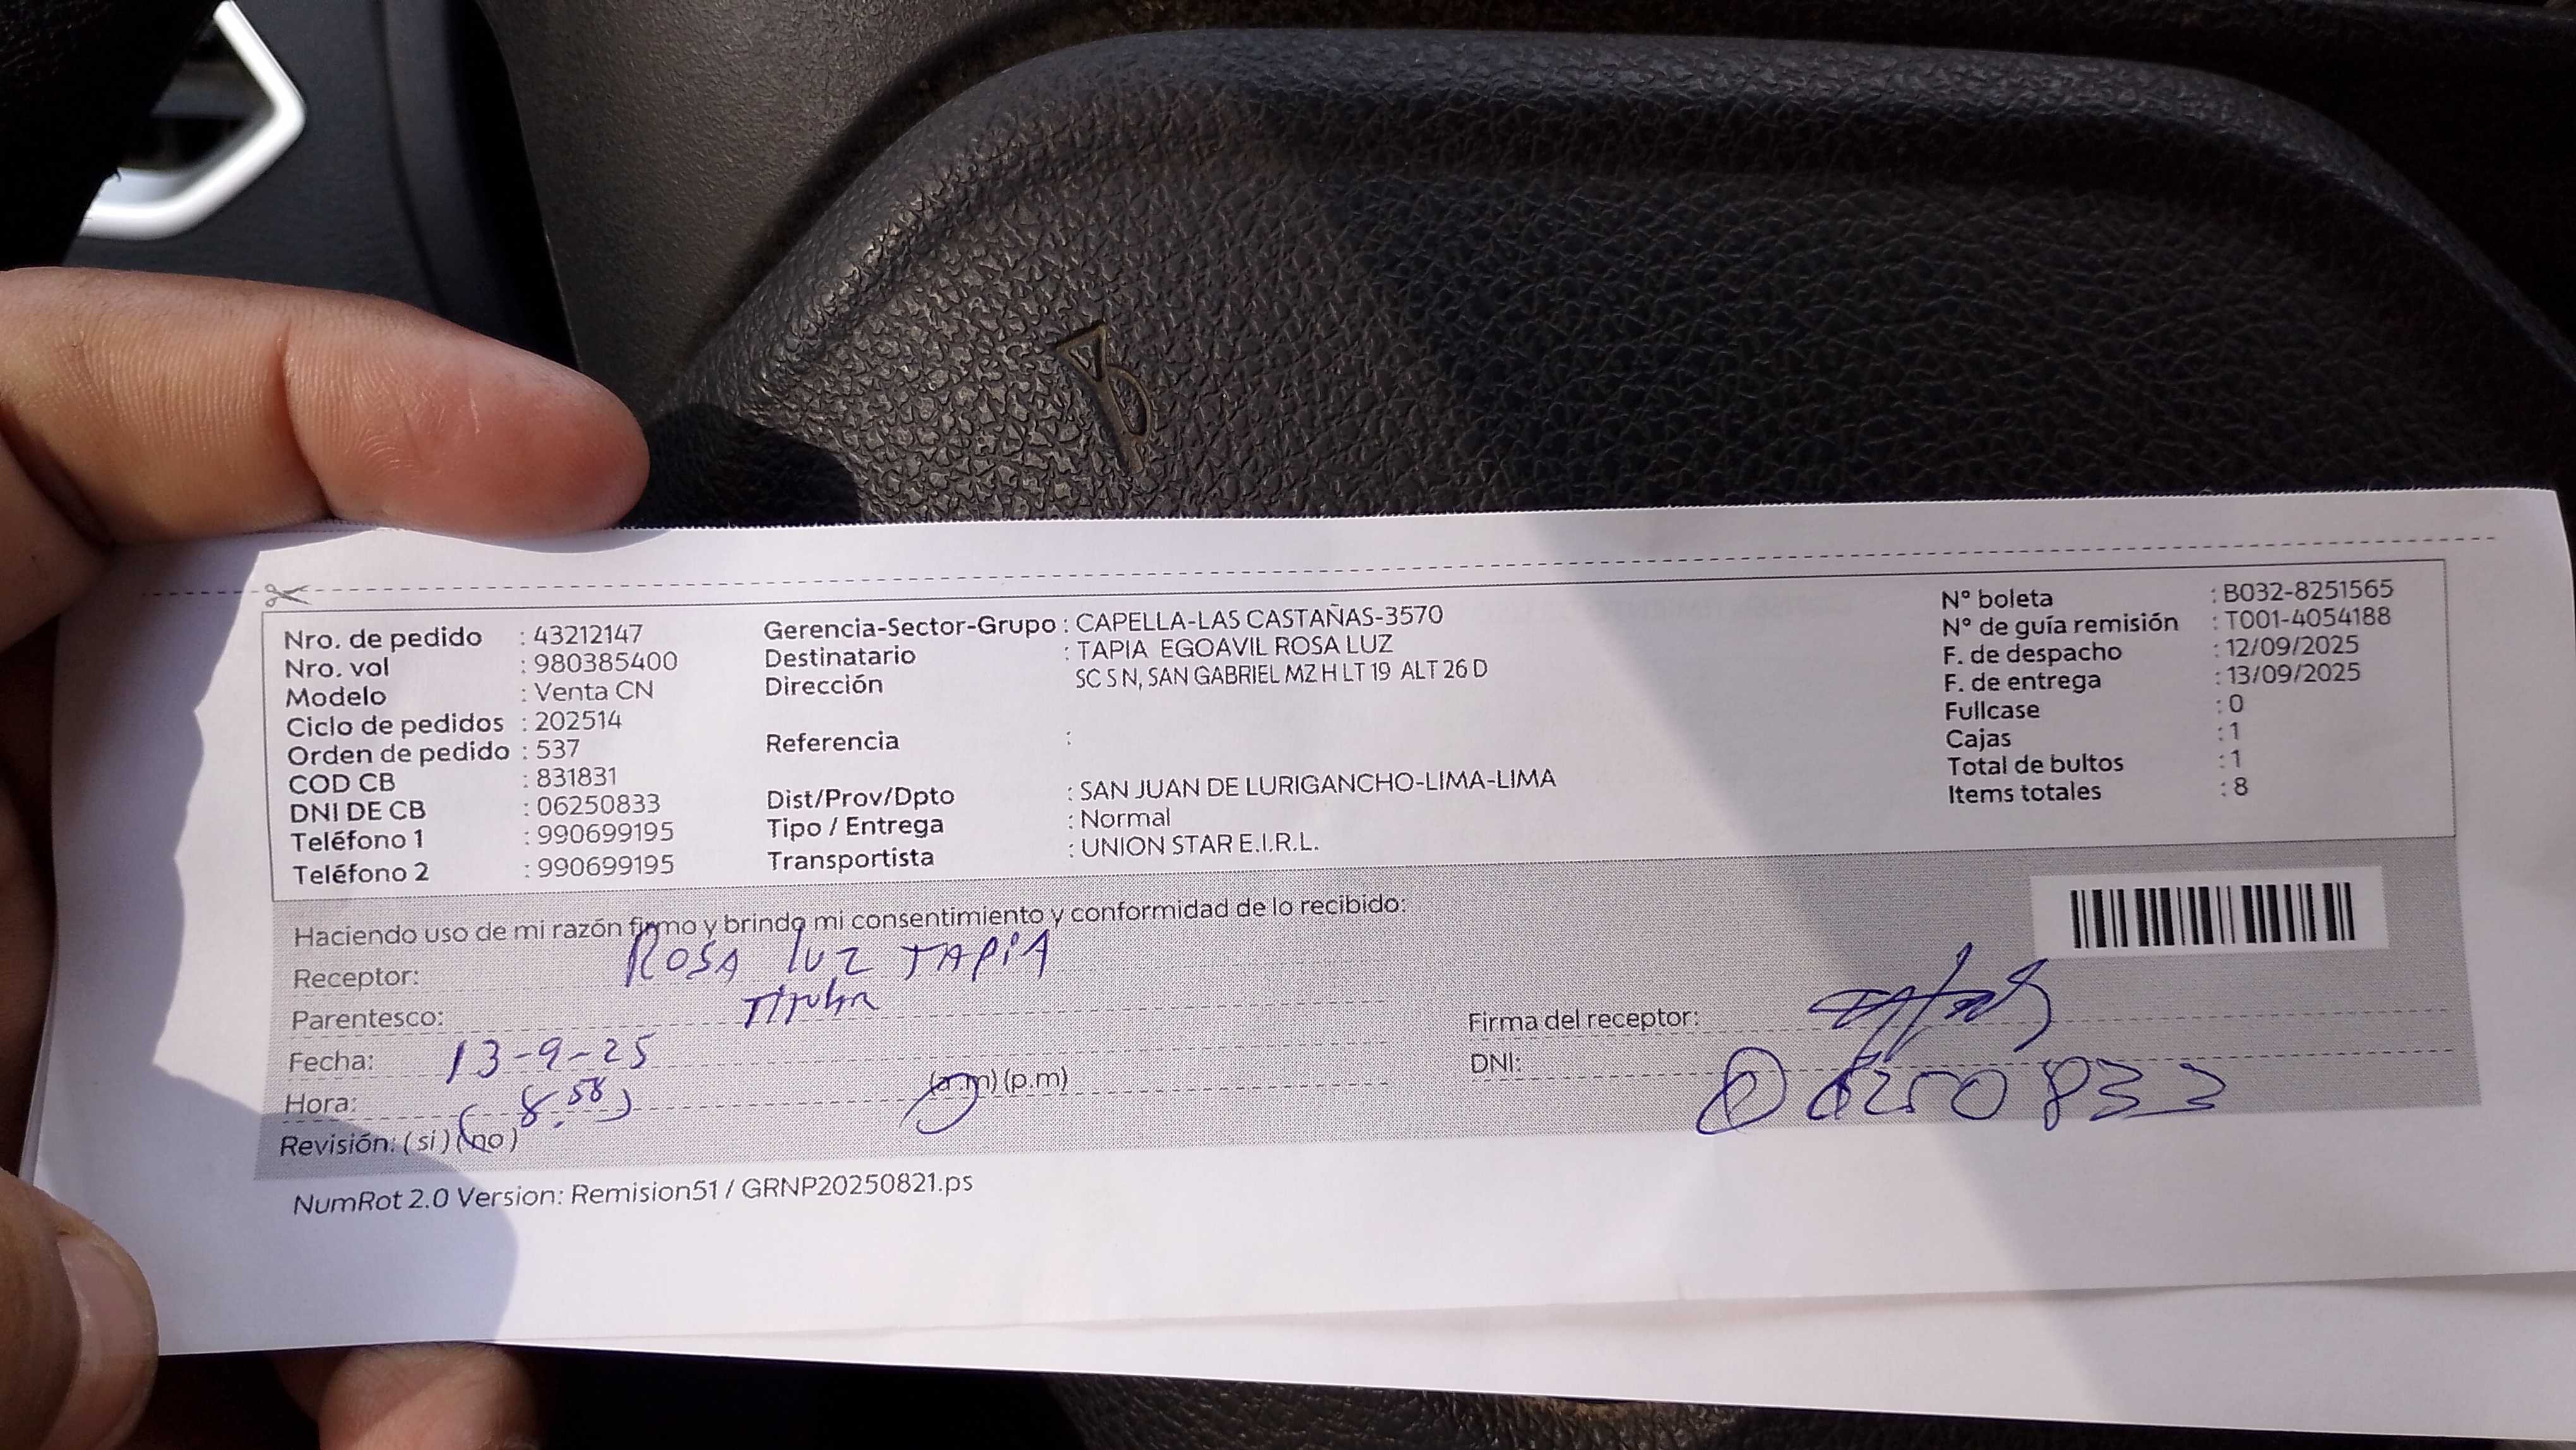 Nro. de pedido : 43212147
Nro. vol : 980385400
Modelo : Venta CN
Ciclo de pedidos : 202514
Orden de pedido : 537
COD CB : 831831
DNI DE CB : 06250833
Teléfono 1 : 990699195
Teléfono 2 : 990699195
Gerencia-Sector-Grupo : CAPELLA-LAS CASTAÑAS-3570
Destinatario : TAPIA EGOAVIL ROSA LUZ
Dirección SC S N, SAN GABRIEL MZ H LT 19 ALT 26 D
Referencia :
Dist/Prov/Dpto : SAN JUAN DE LURIGANCHO-LIMA-LIMA
Tipo / Entrega : Normal
Transportista : UNION STAR E.I.R.L.
N° boleta : B032-8251565
N° de guía remisión : T001-4054188
F. de despacho : 12/09/2025
F. de entrega : 13/09/2025
Fullcase : 0
Cajas : 1
Total de bultos : 1
Items totales : 8
Haciendo uso de mi razón firmo y brindo mi consentimiento y conformidad de lo recibido:
Receptor: ROSA LUZ TAPIA
Parentesco: Titular
Fecha: 13-9-25
Hora: 8:58 (a.m) (p.m)
Revisión: (si) (no)
Firma del receptor:
DNI: 06250833
NumRot 2.0 Version: Remision51 / GRNP20250821.ps